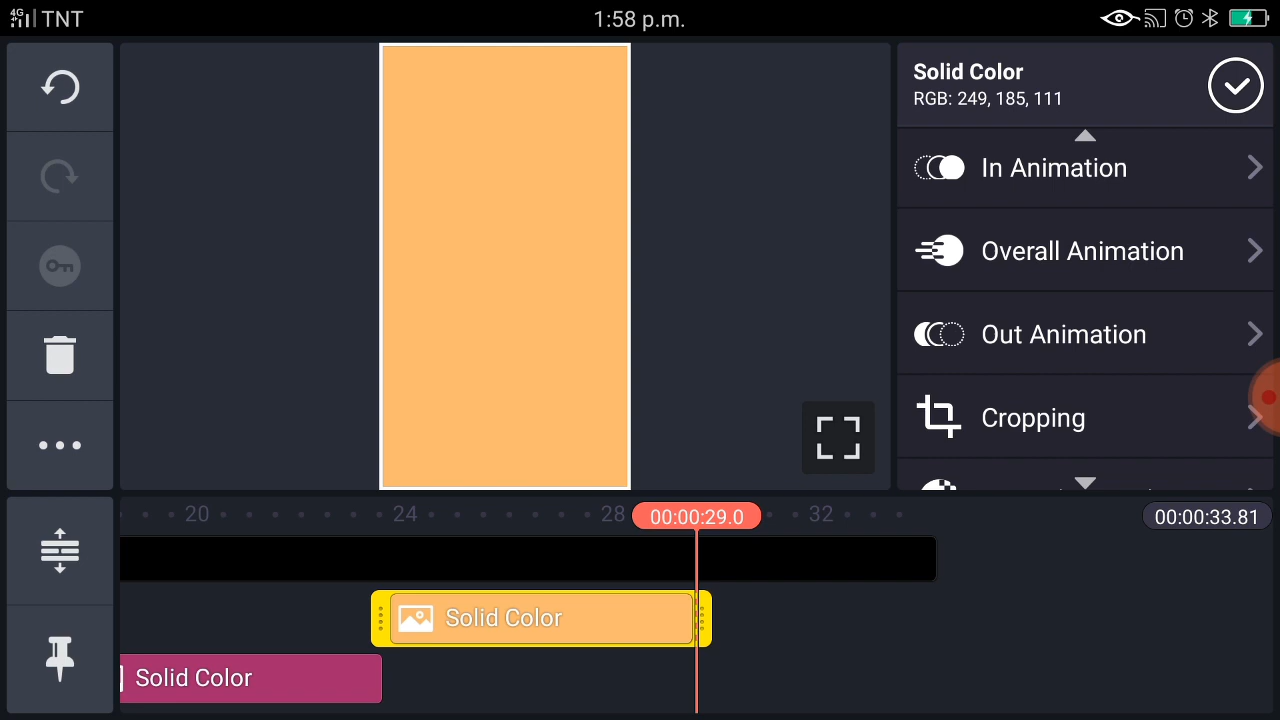 4G TNT
1:58 p.m.
Solid Color
RGB: 249, 185, 111
In Animation
Overall Animation
Out Animation
Cropping
20 24 28 00:00:29.0 32 00:00:33.81
Solid Color
Solid Color